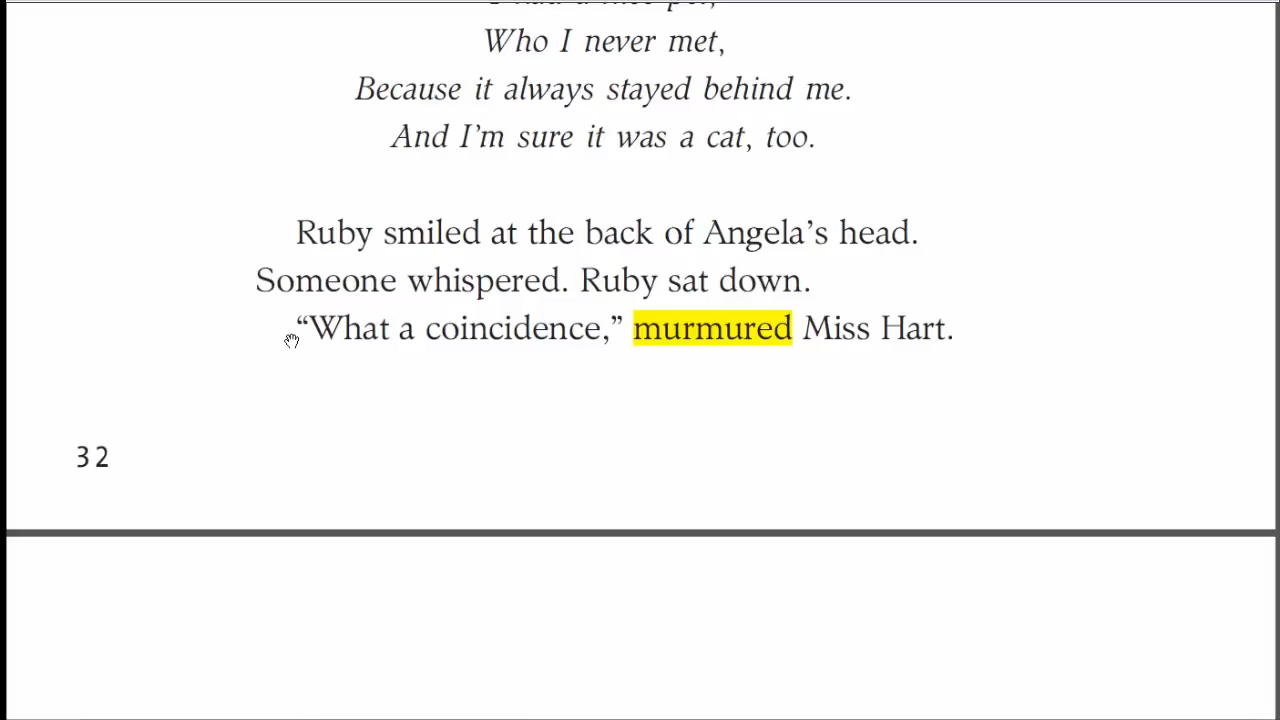 Who I never met,
Because it always stayed behind me.
And I'm sure it was a cat, too.
Ruby smiled at the back of Angela's head.
Someone whispered. Ruby sat down.
“What a coincidence,” murmured Miss Hart.
32